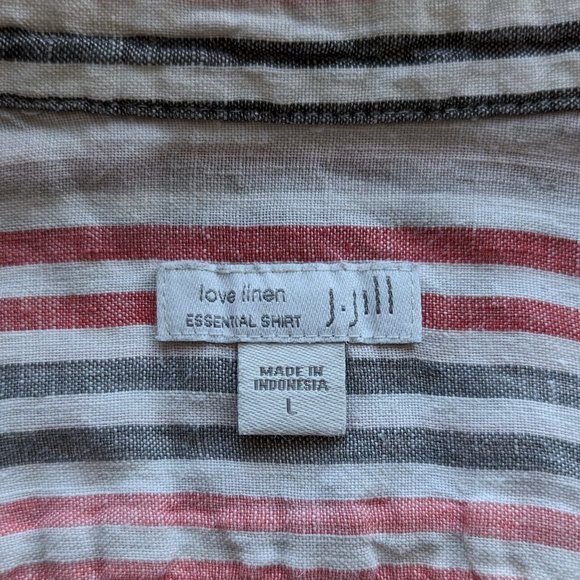 love linen J.Jill
ESSENTIAL SHIRT
MADE IN
INDONESIA
L